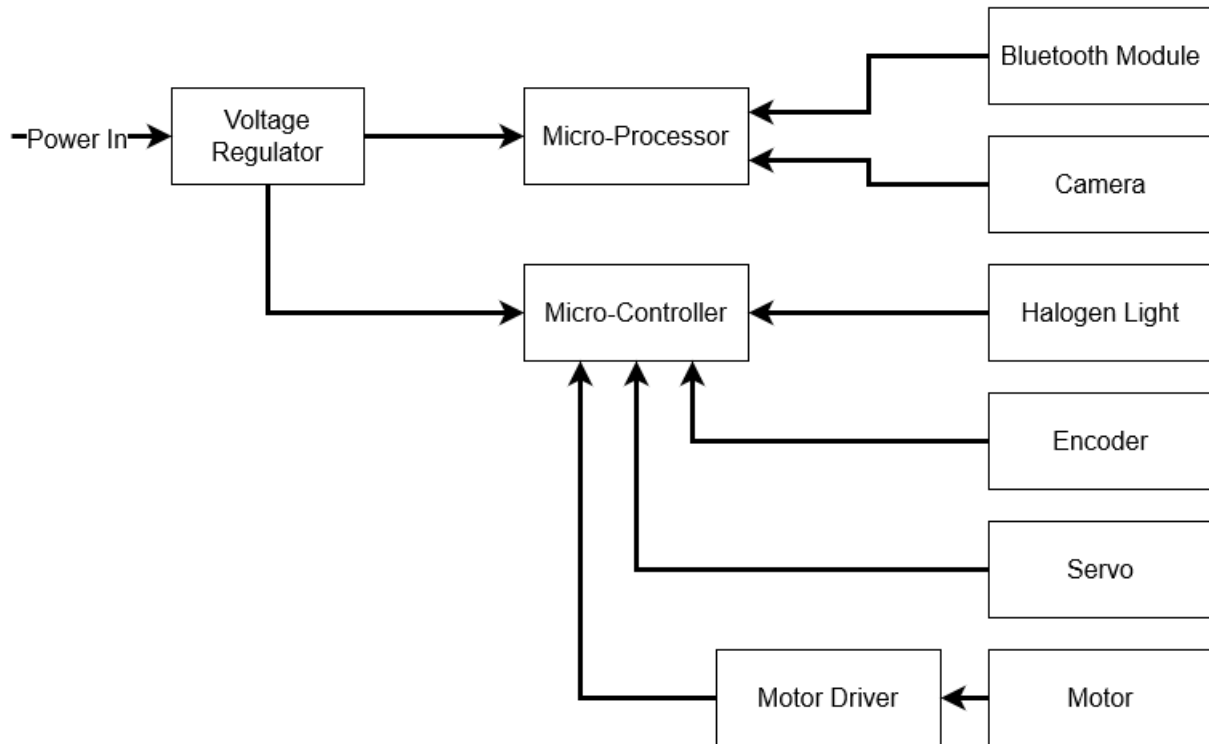 Bluetooth Module
Power In
Voltage
Regulator
Micro-Processor
Camera
Micro-Controller
Halogen Light
Encoder
Servo
Motor Driver
Motor